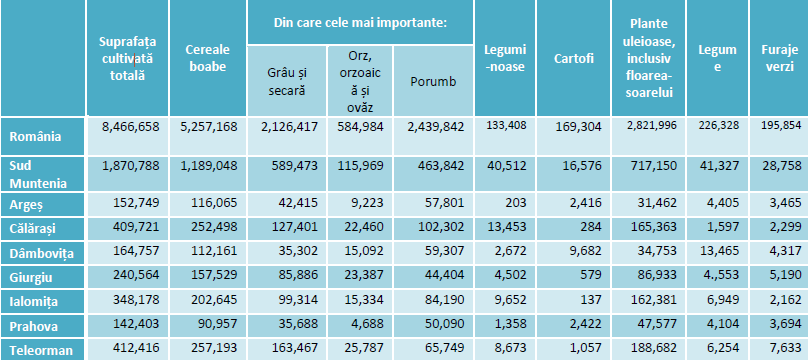 Suprafața cultivată totală Cereale boabe Din care cele mai importante: Legumi-noase Cartofi Plante uleioase, inclusiv floarea-soarelui Legume Furaje verzi
Grâu și secară Orz, orzoaică și ovăz Porumb
România 8,466,658 5,257,168 2,126,417 584,984 2,439,842 133,408 169,304 2,821,996 226,328 195,854
Sud Muntenia 1,870,788 1,189,048 589,473 115,969 463,842 40,512 16,576 717,150 41,327 28,758
Argeș 152,749 116,065 42,415 9,223 57,801 203 2,416 31,462 4,405 3,465
Călărași 409,721 252,498 127,401 22,460 102,302 13,453 284 165,363 1,597 2,299
Dâmbovița 164,757 112,161 35,302 15,092 59,307 2,672 9,682 34,753 13,465 4,317
Giurgiu 240,564 157,529 85,886 23,387 44,404 4,502 579 86,933 4.,553 5,190
Ialomița 348,178 202,645 99,314 15,334 84,190 9,652 137 162,381 6,949 2,162
Prahova 142,403 90,957 35,688 4,688 50,090 1,358 2,422 47,577 4,104 3,694
Teleorman 412,416 257,193 163,467 25,787 65,749 8,673 1,057 188,682 6,254 7,633